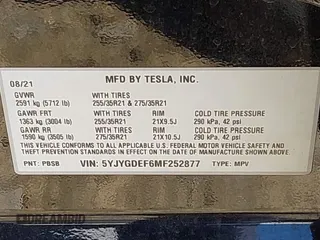 MFD BY TESLA, INC.
08/21
GVWR WITH TIRES
2591 kg (5712 lb) 255/35R21 & 275/35R21
GAWR FRT WITH TIRES RIM COLD TIRE PRESSURE
1363 kg (3004 lb) 255/35R21 21X9.5J 290 kPa, 42 psi
GAWR RR WITH TIRES RIM COLD TIRE PRESSURE
1590 kg (3505 lb) 275/35R21 21X10.5J 290 kPa, 42 psi
THIS VEHICLE CONFORMS TO ALL APPLICABLE U.S. FEDERAL MOTOR VEHICLE SAFETY AND
THEFT PREVENTION STANDARDS IN EFFECT ON THE DATE OF MANUFACTURE SHOWN ABOVE.
PNT: PBSB VIN: 5YJYGDEF6MF252877 TYPE: MPV
DREAMBID